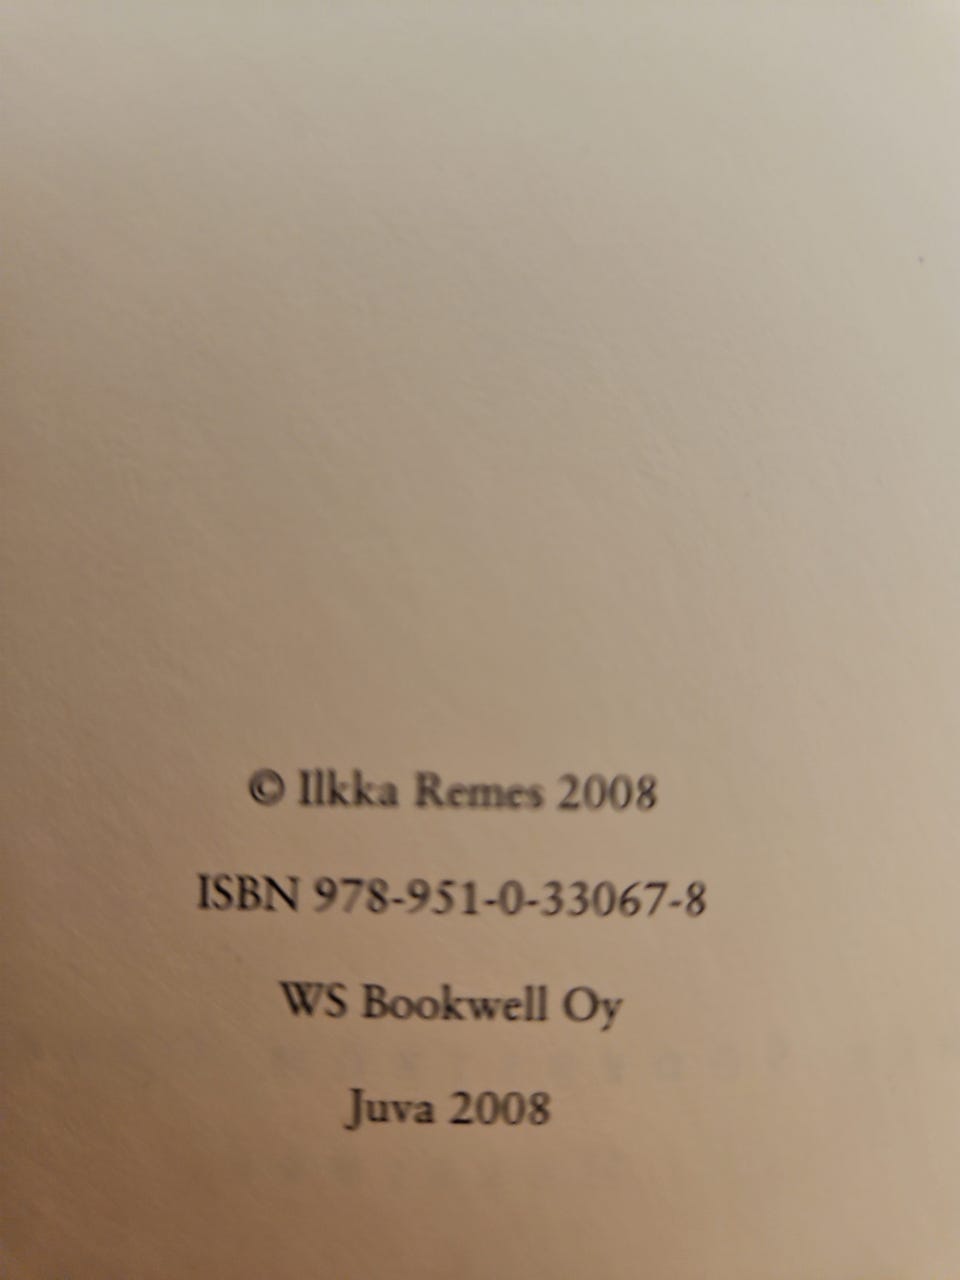 © Ilkka Remes 2008
ISBN 978-951-0-33067-8
WS Bookwell Oy
Juva 2008